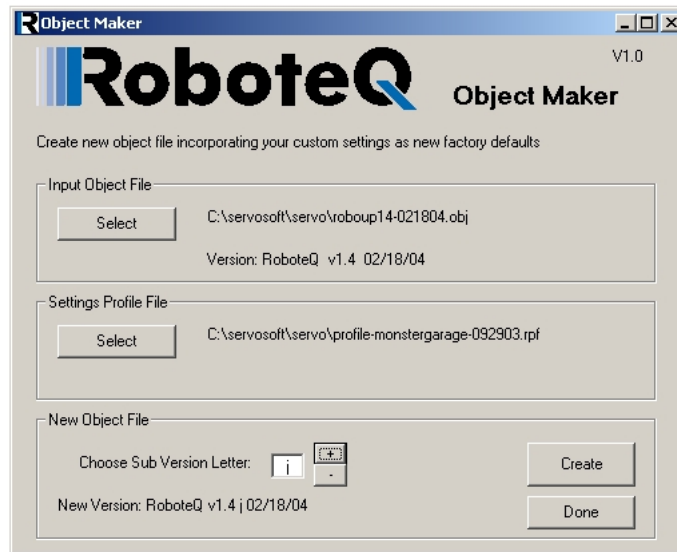 Object Maker
RoboteQ
V1.0
Object Maker
Create new object file incorporating your custom settings as new factory defaults
Input Object File
Select
C:\servosoft\servo\roboup14-021804.obj
Version: RoboteQ v1.4 02/18/04
Settings Profile File
Select
C:\servosoft\servo\profile-monstergarage-092903.rpf
New Object File
Choose Sub Version Letter: j + -
Create
New Version: RoboteQ v1.4 j 02/18/04
Done